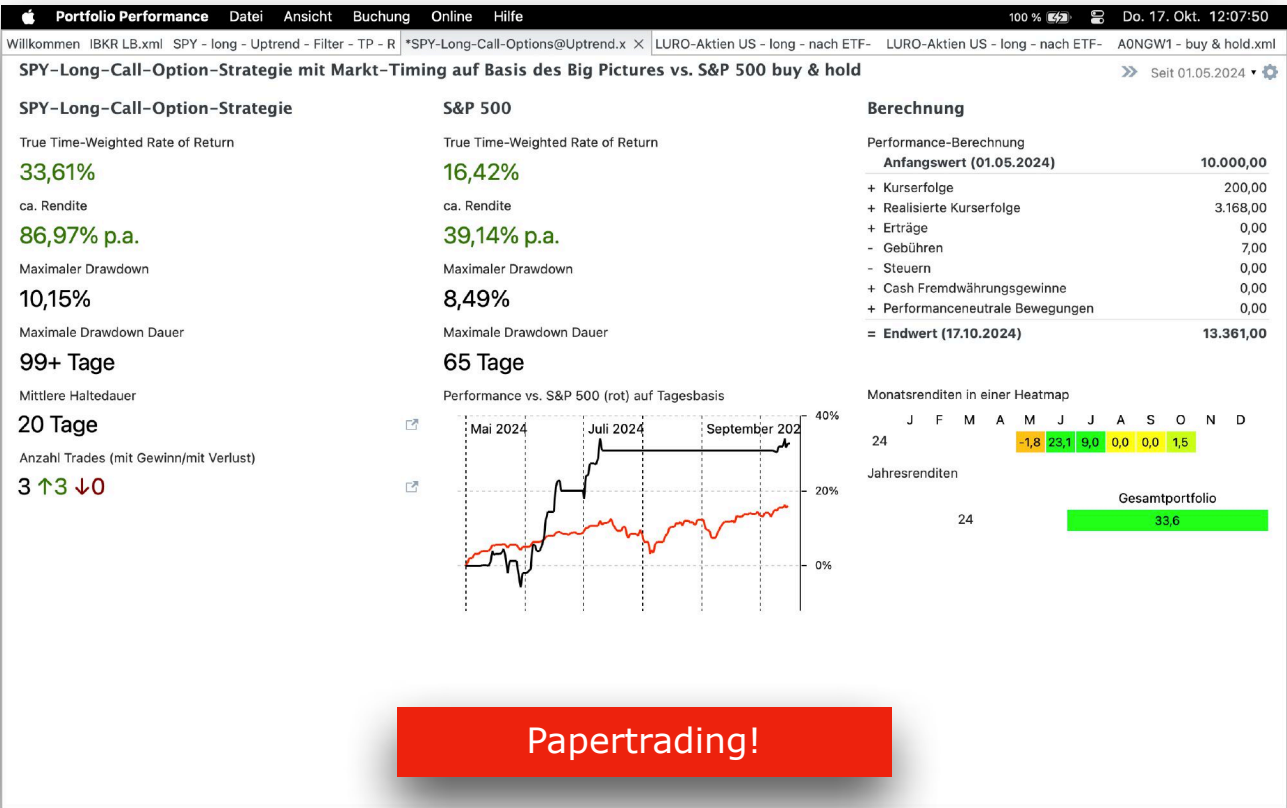 Portfolio Performance Datei Ansicht Buchung Online Hilfe 100 % Do. 17. Okt. 12:07:50
Willkommen IBKR LB.xml SPY - long - Uptrend - Filter - TP - R *SPY-Long-Call-Options@Uptrend.x LURO-Aktien US - long - nach ETF- LURO-Aktien US - long - nach ETF- A0NGW1 - buy & hold.xml
SPY-Long-Call-Option-Strategie mit Markt-Timing auf Basis des Big Pictures vs. S&P 500 buy & hold
Seit 01.05.2024
SPY-Long-Call-Option-Strategie
True Time-Weighted Rate of Return
33,61%
ca. Rendite
86,97% p.a.
Maximaler Drawdown
10,15%
Maximale Drawdown Dauer
99+ Tage
Mittlere Haltedauer
20 Tage
Anzahl Trades (mit Gewinn/mit Verlust)
3 ↑3 ↓0
S&P 500
True Time-Weighted Rate of Return
16,42%
ca. Rendite
39,14% p.a.
Maximaler Drawdown
8,49%
Maximale Drawdown Dauer
65 Tage
Performance vs. S&P 500 (rot) auf Tagesbasis
Mai 2024 Juli 2024 September 202
40%
20%
0%
Berechnung
Performance-Berechnung
Anfangswert (01.05.2024) 10.000,00
+ Kurserfolge 200,00
+ Realisierte Kurserfolge 3.168,00
+ Erträge 0,00
- Gebühren 7,00
- Steuern 0,00
+ Cash Fremdwährungsgewinne 0,00
+ Performanceneutrale Bewegungen 0,00
= Endwert (17.10.2024) 13.361,00
Monatsrenditen in einer Heatmap
J F M A M J J A S O N D
24 -1,8 23,1 9,0 0,0 0,0 1,5
Jahresrenditen
Gesamtportfolio
24 33,6
Papertrading!